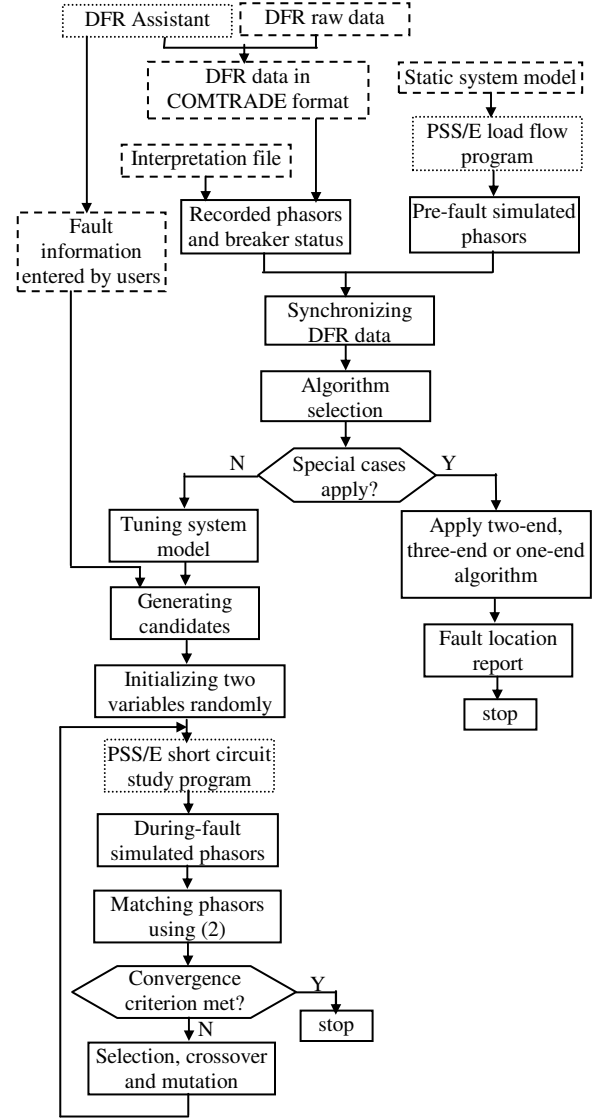 DFR Assistant
DFR raw data
DFR data in
COMTRADE format
Static system model
Interpretation file
PSS/E load flow
program
Fault
information
entered by users
Recorded phasors
and breaker status
Pre-fault simulated
phasors
Synchronizing
DFR data
Algorithm
selection
N
Special cases
apply?
Y
Tuning system
model
Apply two-end,
three-end or one-end
algorithm
Generating
candidates
Fault location
report
Initializing two
variables randomly
stop
PSS/E short circuit
study program
During-fault
simulated phasors
Matching phasors
using (2)
Convergence
criterion met?
Y
stop
N
Selection, crossover
and mutation